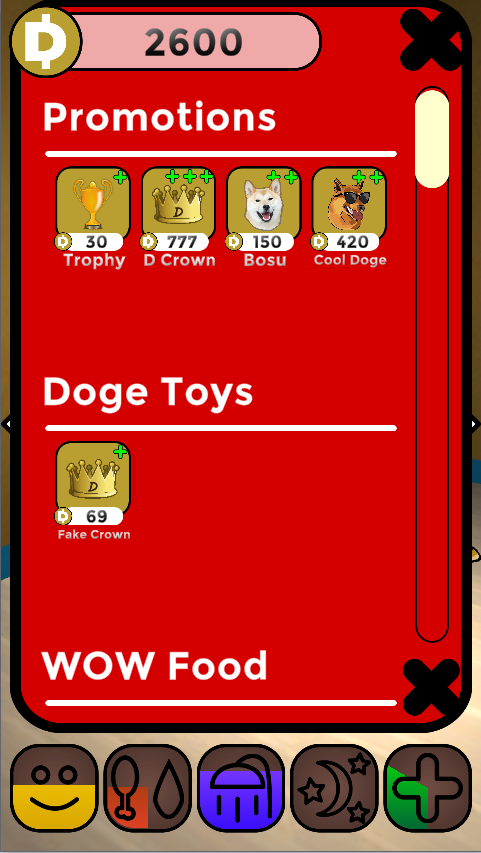 2600
Promotions
30 777 150 420
Trophy D Crown Bosu Cool Doge
Doge Toys
69
Fake Crown
WOW Food